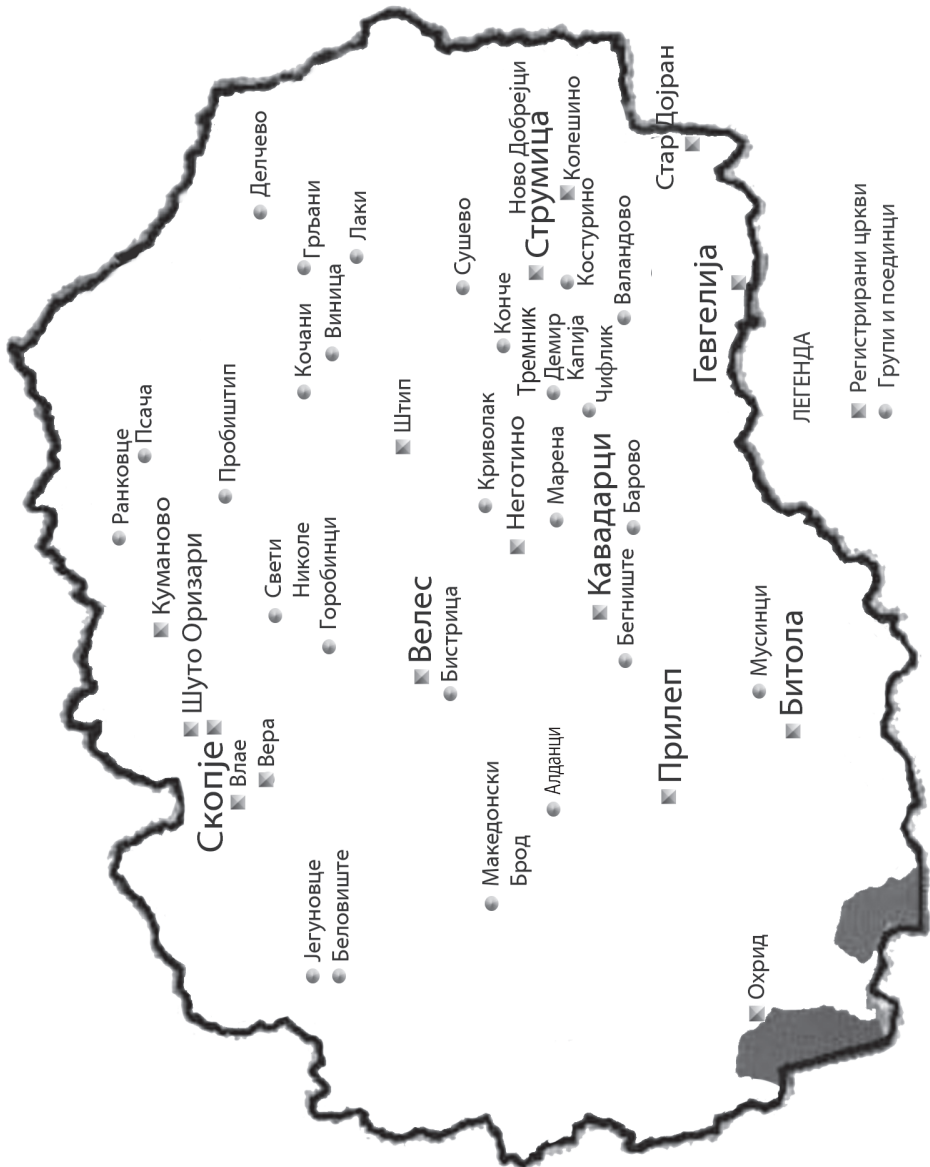 Ранковце
Псача
Куманово
Шуто Оризари
Пробиштип
Делчево
Скопје
Влае
Вера
Свети
Николе
Горобинци
Кочани
Грљани
Виница
Лаки
Јегуновце
Беловиште
Штип
Велес
Бистрица
Сушево
Криволак
Конче
Неготино
Тремник
Ново Добрејци
Струмица
Колешино
Македонски
Брод
Алданци
Марена
Демир
Капија
Костурино
Чифлик
Кавадарци
Валандово
Бегниште
Барово
Стар Дојран
Прилеп
Гевгелија
Охрид
Мусинци
Битола
ЛЕГЕНДА
Регистрирани цркви
Групи и поединци